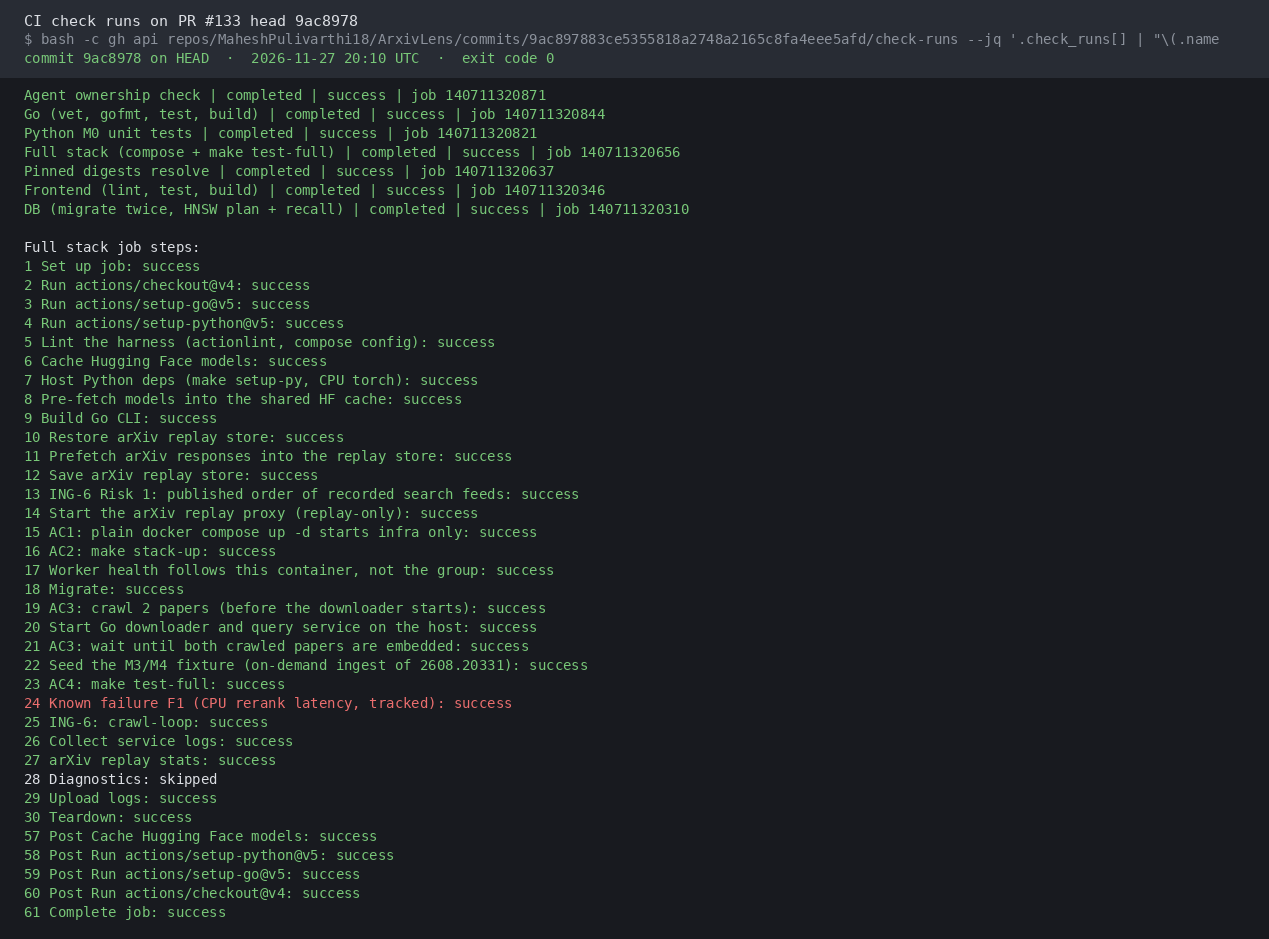 CI check runs on PR #133 head 9ac8978
$ bash -c gh api repos/MaheshPulivarthi18/ArxivLens/commits/9ac897883ce5355818a2748a2165c8fa4eee5afd/check-runs --jq '.check_runs[] | "\(.name
commit 9ac8978 on HEAD · 2026-11-27 20:10 UTC · exit code 0
Agent ownership check | completed | success | job 140711320871
Go (vet, gofmt, test, build) | completed | success | job 140711320844
Python M0 unit tests | completed | success | job 140711320821
Full stack (compose + make test-full) | completed | success | job 140711320656
Pinned digests resolve | completed | success | job 140711320637
Frontend (lint, test, build) | completed | success | job 140711320346
DB (migrate twice, HNSW plan + recall) | completed | success | job 140711320310
Full stack job steps:
1 Set up job: success
2 Run actions/checkout@v4: success
3 Run actions/setup-go@v5: success
4 Run actions/setup-python@v5: success
5 Lint the harness (actionlint, compose config): success
6 Cache Hugging Face models: success
7 Host Python deps (make setup-py, CPU torch): success
8 Pre-fetch models into the shared HF cache: success
9 Build Go CLI: success
10 Restore arXiv replay store: success
11 Prefetch arXiv responses into the replay store: success
12 Save arXiv replay store: success
13 ING-6 Risk 1: published order of recorded search feeds: success
14 Start the arXiv replay proxy (replay-only): success
15 AC1: plain docker compose up -d starts infra only: success
16 AC2: make stack-up: success
17 Worker health follows this container, not the group: success
18 Migrate: success
19 AC3: crawl 2 papers (before the downloader starts): success
20 Start Go downloader and query service on the host: success
21 AC3: wait until both crawled papers are embedded: success
22 Seed the M3/M4 fixture (on-demand ingest of 2608.20331): success
23 AC4: make test-full: success
24 Known failure F1 (CPU rerank latency, tracked): success
25 ING-6: crawl-loop: success
26 Collect service logs: success
27 arXiv replay stats: success
28 Diagnostics: skipped
29 Upload logs: success
30 Teardown: success
57 Post Cache Hugging Face models: success
58 Post Run actions/setup-python@v5: success
59 Post Run actions/setup-go@v5: success
60 Post Run actions/checkout@v4: success
61 Complete job: success